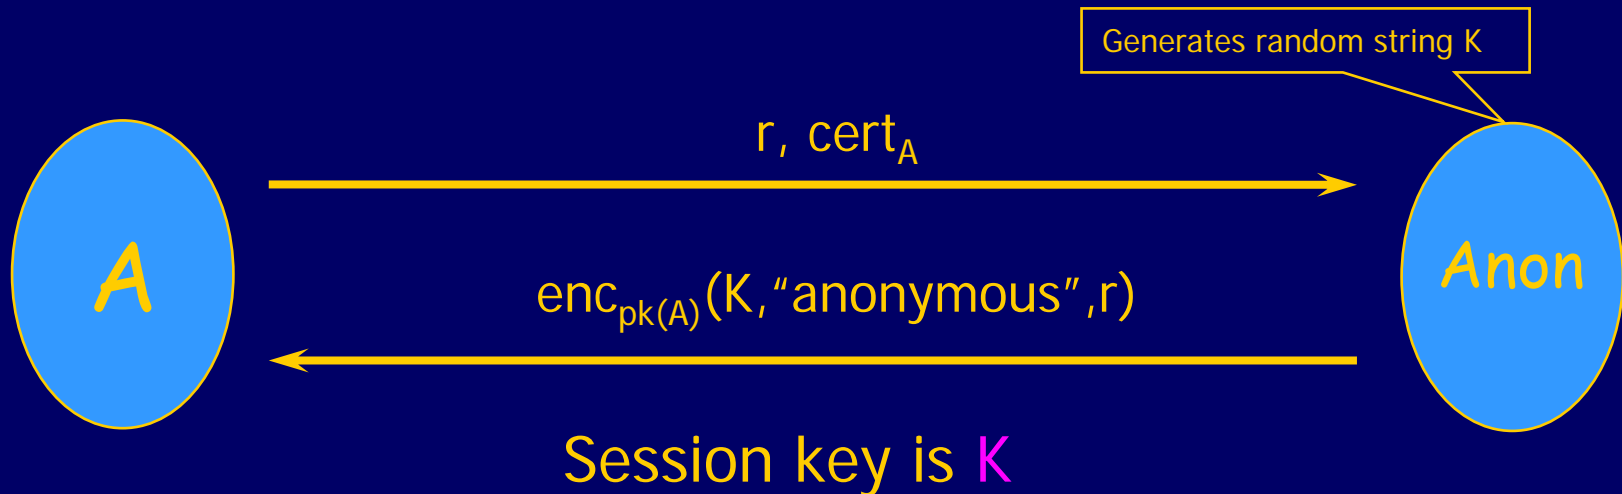 Generates random string K
r, cert_A
A
Anon
enc_pk(A)(K,“anonymous”,r)
Session key is K